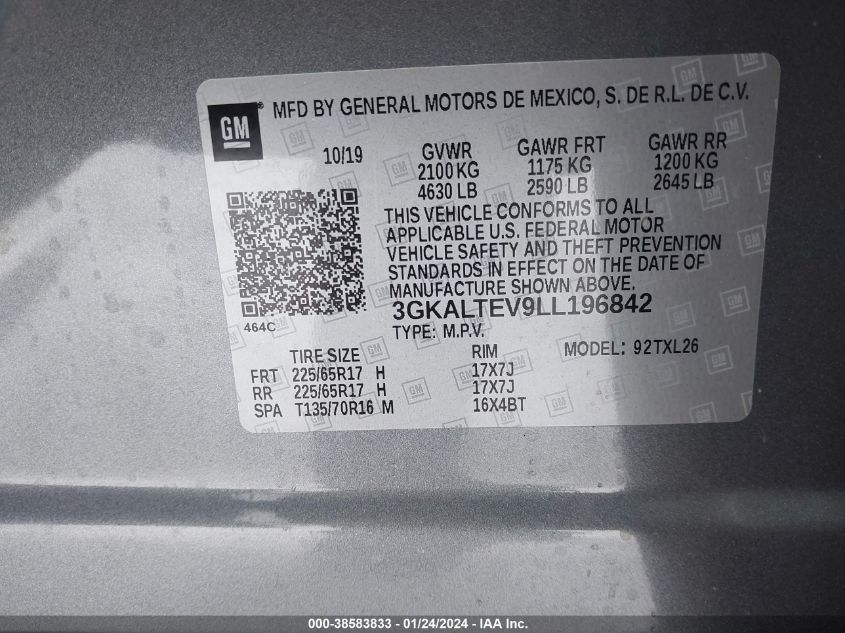 GM ® MFD BY GENERAL MOTORS DE MEXICO, S. DE R.L. DE C.V.
10/19 GVWR GAWR FRT GAWR RR
2100 KG 1175 KG 1200 KG
4630 LB 2590 LB 2645 LB
THIS VEHICLE CONFORMS TO ALL
APPLICABLE U.S. FEDERAL MOTOR
VEHICLE SAFETY AND THEFT PREVENTION
STANDARDS IN EFFECT ON THE DATE OF
MANUFACTURE SHOWN ABOVE.
3GKALTEV9LL196842
464C
TYPE: M.P.V.
TIRE SIZE RIM MODEL: 92TXL26
FRT 225/65R17 H 17X7J
RR 225/65R17 H 17X7J
SPA T135/70R16 M 16X4BT
000-38583833 - 01/24/2024 - IAA Inc.